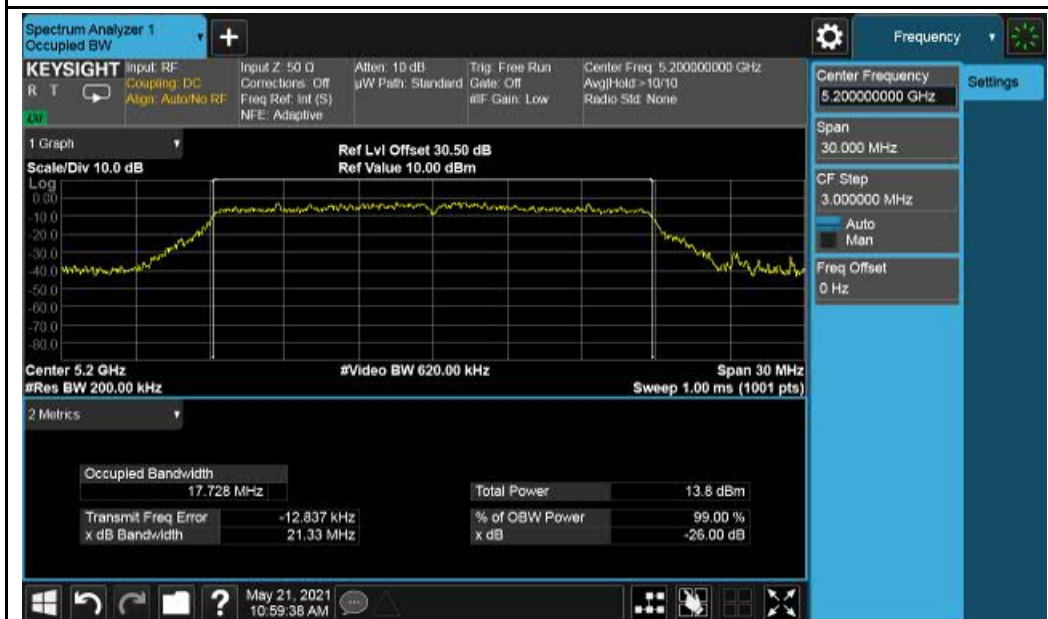 Spectrum Analyzer 1
Occupied BW
+
Frequency
KEYSIGHT
R T
Input: RF
Coupling: DC
Align: Auto/No RF
Input Z: 50 Ω
Corrections: Off
Freq Ref: Int (S)
NFE: Adaptive
Atten: 10 dB
µW Path: Standard
Trig: Free Run
Gate: Off
#IF Gain: Low
Center Freq: 5.200000000 GHz
Avg|Hold:>10/10
Radio Std: None
Center Frequency
5.200000000 GHz
Settings
Span
30.000 MHz
CF Step
3.000000 MHz
Auto
Man
Freq Offset
0 Hz
1 Graph
Scale/Div 10.0 dB
Ref Lvl Offset 30.50 dB
Ref Value 10.00 dBm
Log
0.00
-10.0
-20.0
-30.0
-40.0
-50.0
-60.0
-70.0
-80.0
Center 5.2 GHz
#Video BW 620.00 kHz
Span 30 MHz
#Res BW 200.00 kHz
Sweep 1.00 ms (1001 pts)
2 Metrics
Occupied Bandwidth
17.728 MHz
Total Power 13.8 dBm
Transmit Freq Error -12.837 kHz
% of OBW Power 99.00 %
x dB Bandwidth 21.33 MHz
x dB -26.00 dB
?
May 21, 2021
10:59:38 AM